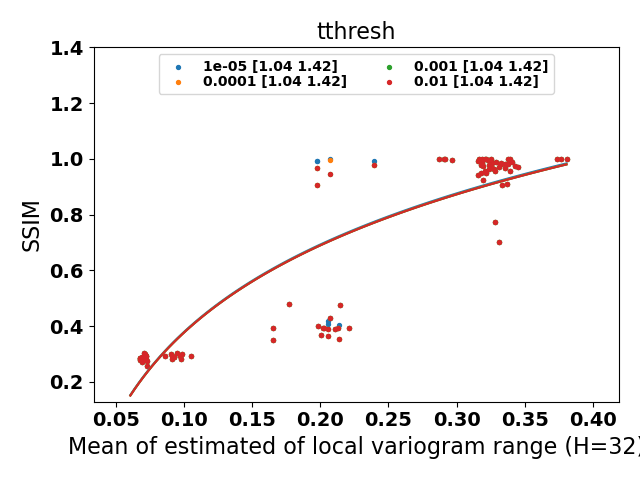 tthresh
1e-05 [1.04 1.42]
0.0001 [1.04 1.42]
0.001 [1.04 1.42]
0.01 [1.04 1.42]
SSIM
1.4
1.2
1.0
0.8
0.6
0.4
0.2
0.05 0.10 0.15 0.20 0.25 0.30 0.35 0.40
Mean of estimated of local variogram range (H=32)